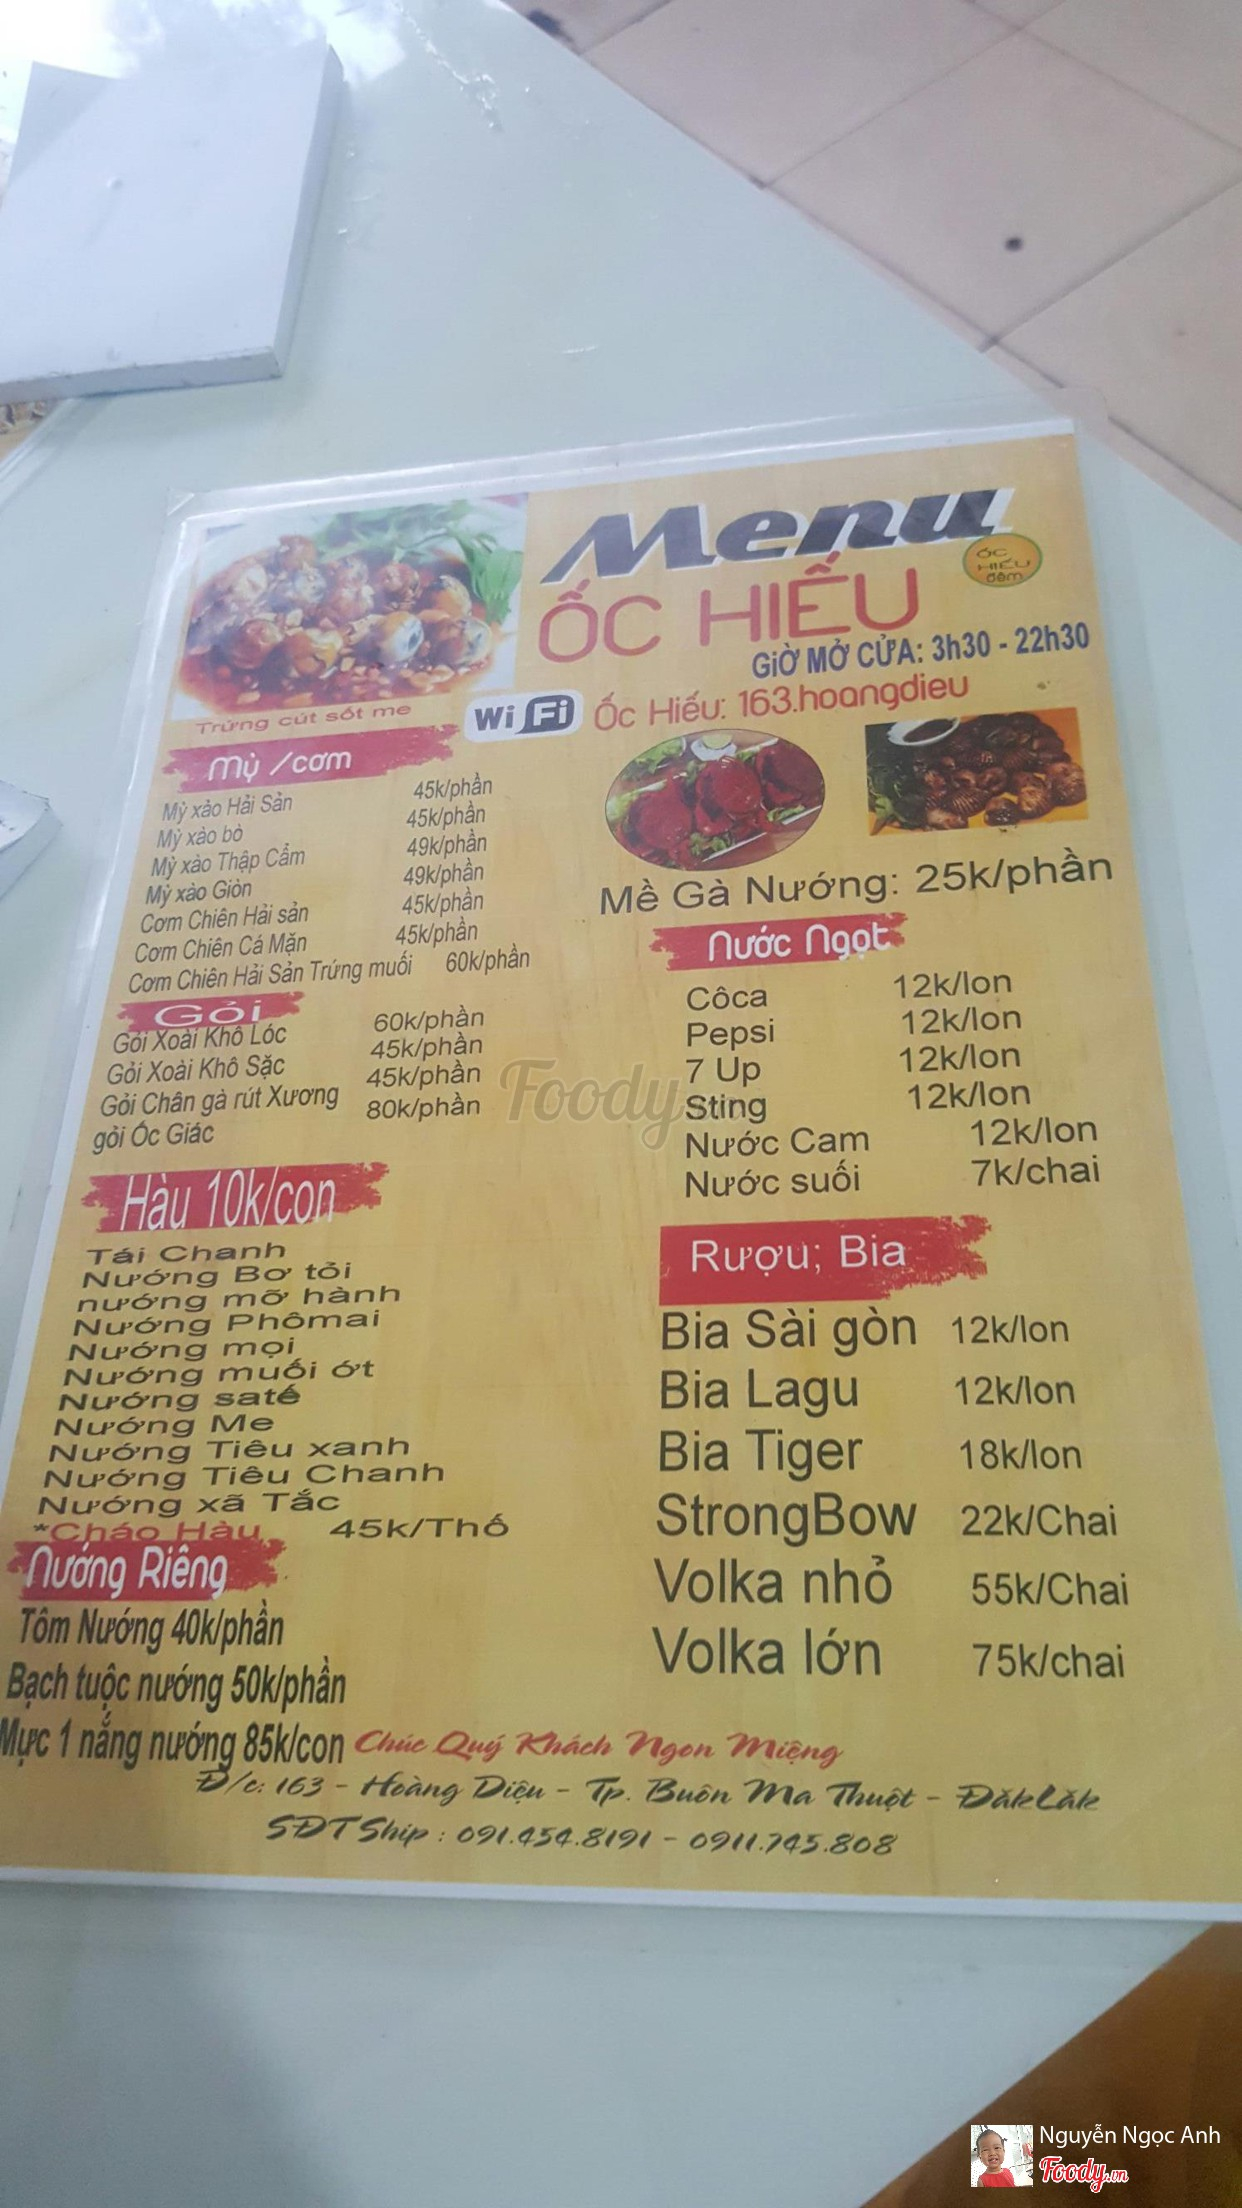 Menu
ỐC HIẾU
ỐC
HIẾU
đêm
GIỜ MỞ CỬA: 3h30 - 22h30
Trứng cút sốt me
Wi Fi Ốc Hiếu: 163.hoangdieu
Mỳ /cơm
Mỳ xảo Hải Sản 45k/phần
Mỳ xào bò 45k/phần
Mỳ xào Thập Cẩm 49k/phần
Mỳ xào Giòn 49k/phần
Cơm Chiên Hải sản 45k/phần
Cơm Chiên Cá Mặn 45k/phần
Cơm Chiên Hải Sản Trứng muối 60k/phần
Gỏi
Gỏi Xoài Khô Lóc 60k/phần
Gỏi Xoài Khô Sặc 45k/phần
Gỏi Chân gà rút Xương 45k/phần
gỏi Ốc Giác 80k/phần
Hàu 10k/con
Tái Chanh
Nướng Bơ tỏi
nướng mỡ hành
Nướng Phômai
Nướng mọi
Nướng muối ớt
Nướng saté
Nướng Me
Nướng Tiêu xanh
Nướng Tiêu Chanh
Nướng xã Tắc
*Cháo Hàu 45k/Thố
Nướng Riêng
Tôm Nướng 40k/phần
Bạch tuộc nướng 50k/phần
Mực 1 nắng nướng 85k/con
Mề Gà Nướng: 25k/phần
Nước Ngọt
Côca 12k/lon
Pepsi 12k/lon
7 Up 12k/lon
Sting 12k/lon
Nước Cam 12k/lon
Nước suối 7k/chai
Rượu; Bia
Bia Sài gòn 12k/lon
Bia Lagu 12k/lon
Bia Tiger 18k/lon
StrongBow 22k/Chai
Volka nhỏ 55k/Chai
Volka lớn 75k/chai
Chúc Quý Khách Ngon Miệng
Đ/c: 163 - Hoàng Diệu - Tp. Buôn Ma Thuột - ĐăkLăk
SĐT Ship : 091.454.8191 - 0911.745.808
Foody
Nguyễn Ngọc Anh
Foody.vn